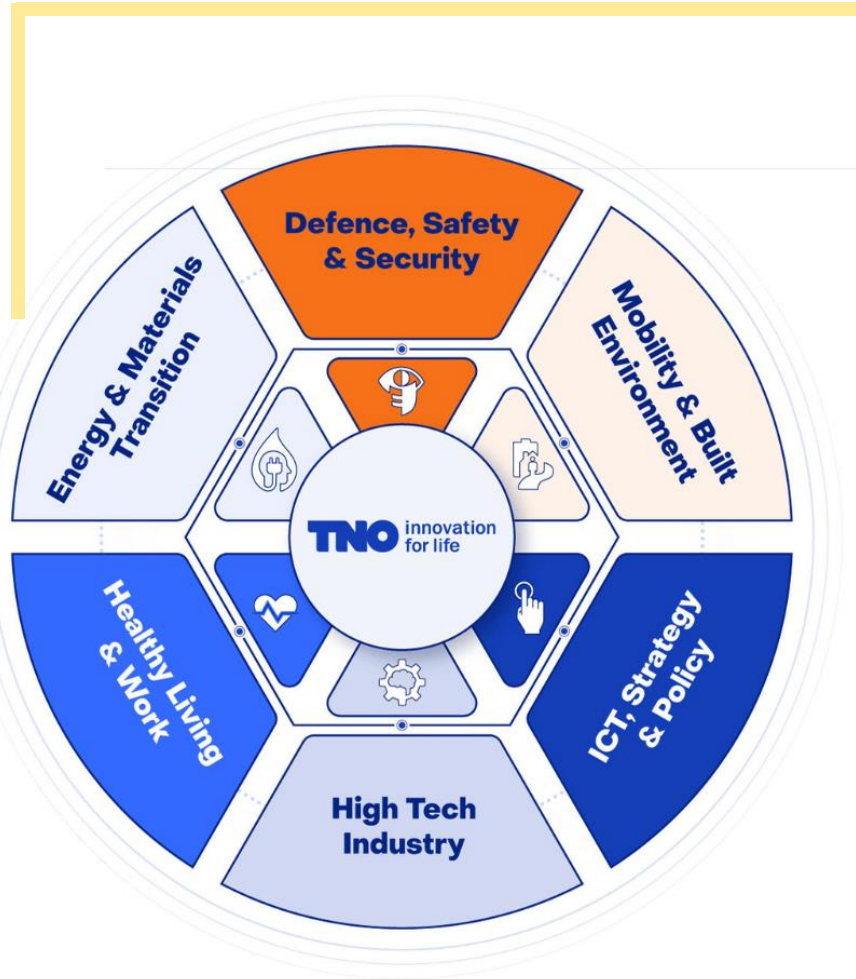 Defence, Safety
& Security
Mobility & Built
Environment
ICT, Strategy
& Policy
High Tech
Industry
Healthy Living
& Work
Energy & Materials
Transition
TNO innovation
for life